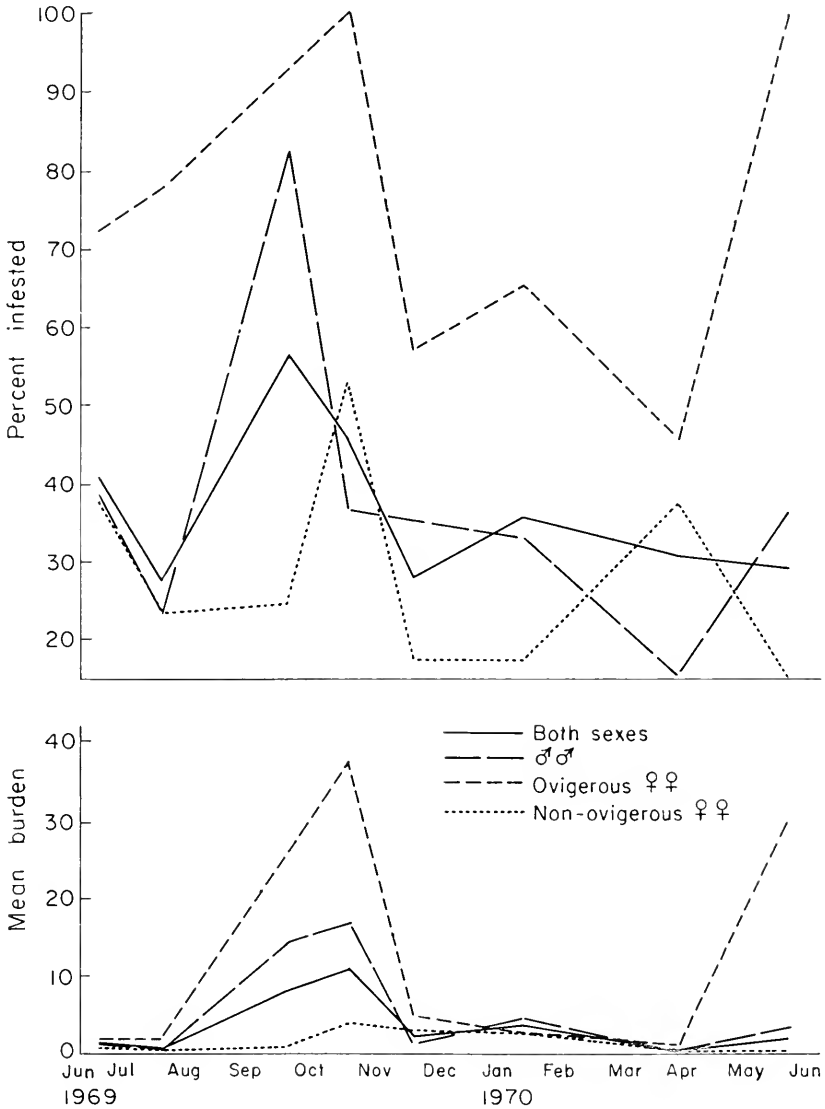 100
90
80
70
60
50
40
30
20
Percent infested
40
30
20
10
0
Mean burden
Both sexes
♂♂
Ovigerous ♀♀
Non-ovigerous ♀♀
Jun Jul Aug Sep Oct Nov Dec Jan Feb Mar Apr May Jun
1969 1970